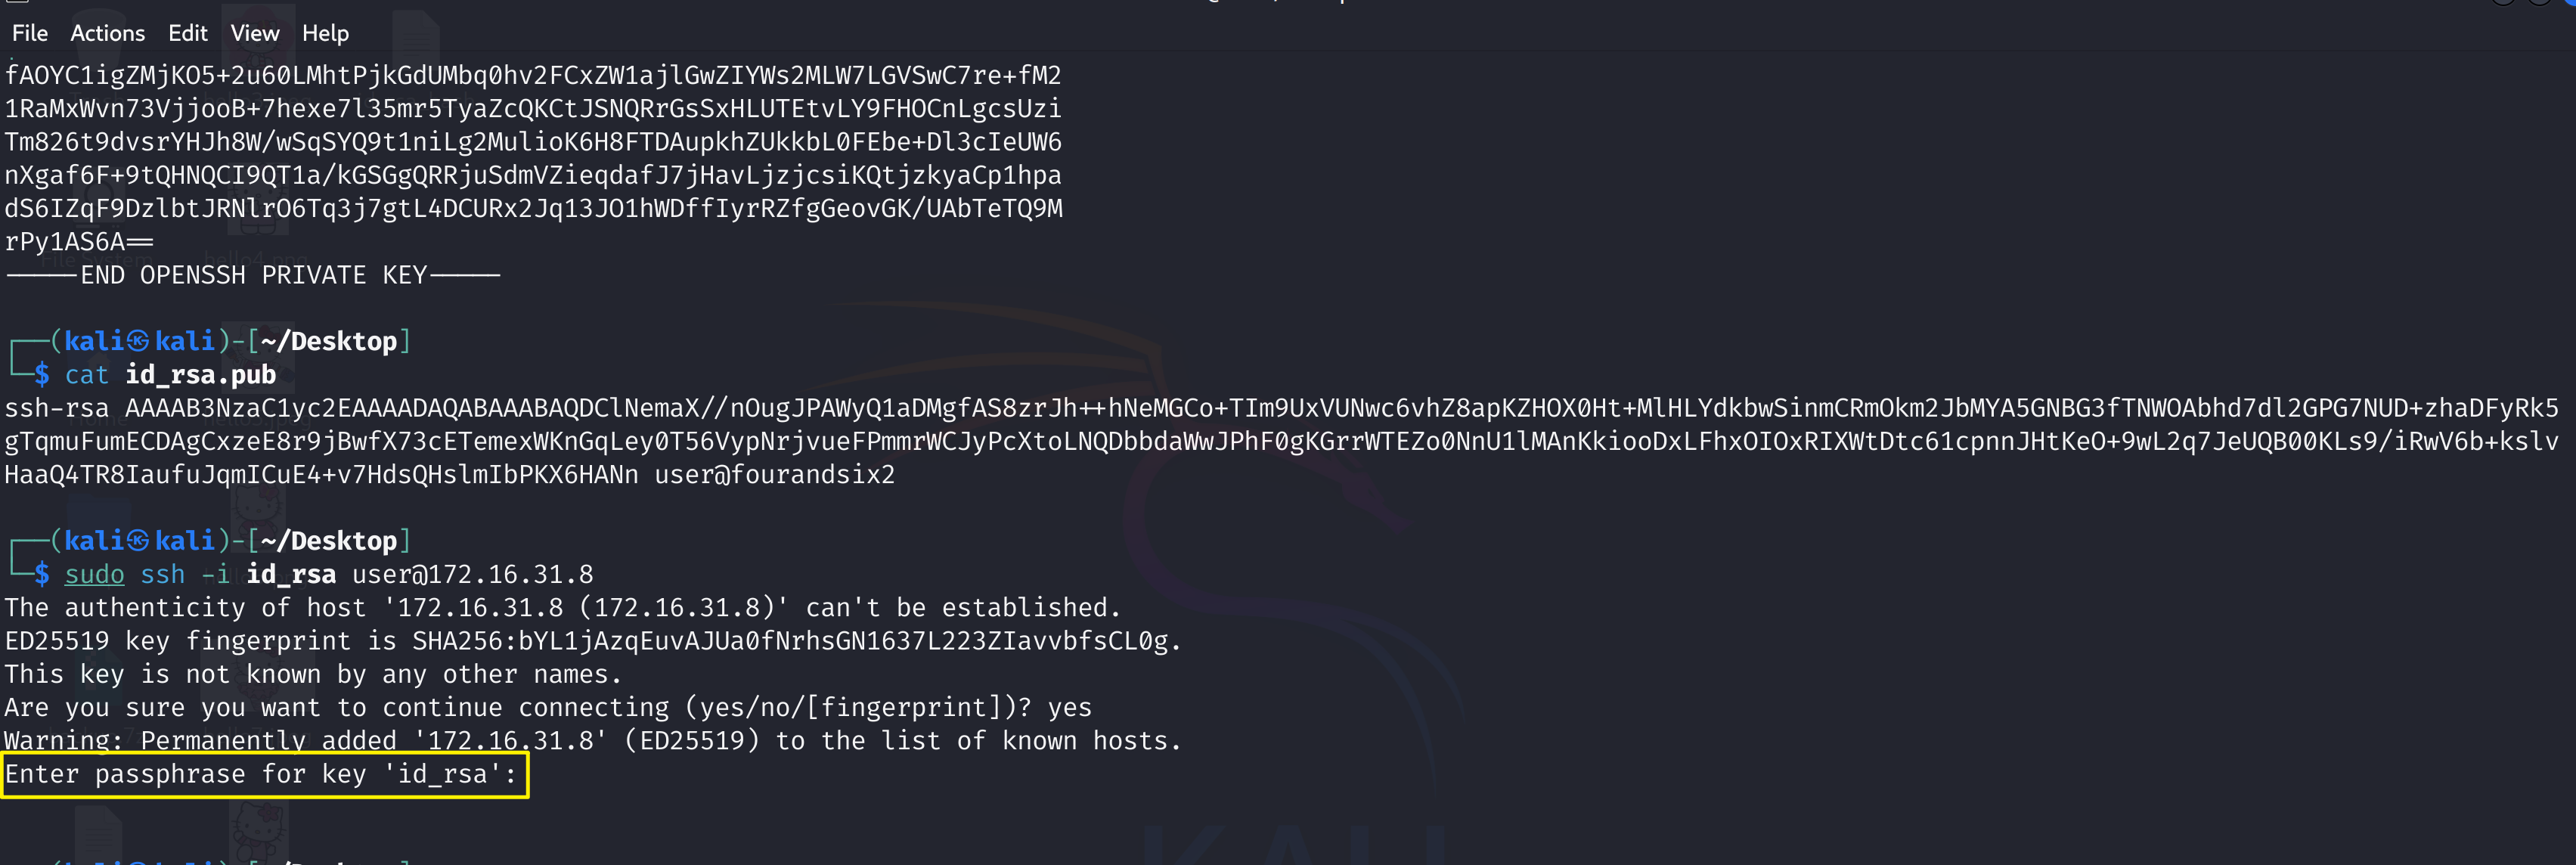 File Actions Edit View Help
fAOYC1igZMjKO5+2u60LMhtPjkGdUMbq0hv2FCxZW1ajlGwZIYWs2MLW7LGVSwC7re+fM2
1RaMxWvn73VjjooB+7hexe7l35mr5TyaZcQKCtJSNQRrGsSxHLUTEtvLY9FHOCnLgcsUzi
Tm826t9dvsrYHJh8W/wSqSYQ9t1niLg2MulioK6H8FTDAupkhZUkkbL0FEbe+Dl3cIeUW6
nXgaf6F+9tQHNQCI9QT1a/kGSGgQRRjuSdmVZieqdafJ7jHavLjzjcsiKQtjzkyaCp1hpa
dS6IZqF9DzlbtJRNlrO6Tq3j7gtL4DCURx2Jq13JO1hWDffIyrRZfgGeovGK/UAbTeTQ9M
rPy1AS6A==
-----END OPENSSH PRIVATE KEY-----
(kali㉿kali)-[~/Desktop]
$ cat id_rsa.pub
ssh-rsa AAAAB3NzaC1yc2EAAAADAQABAAABAQDClNemaX//nOugJPAWyQ1aDMgfAS8zrJh++hNeMGCo+TIm9UxVUNwc6vhZ8apKZHOX0Ht+MlHLYdkbwSinmCRmOkm2JbMYA5GNBG3fTNWOAbhd7dl2GPG7NUD+zhaDFyRk5
gTqmuFumECDAgCxzeE8r9jBwfX73cETemexWKnGqLey0T56VypNrjvueFPmmrWCJyPcXtoLNQDbbdaWwJPhF0gKGrrWTEZo0NnU1lMAnKkiooDxLFhxOIOxRIXWtDtc61cpnnJHtKeO+9wL2q7JeUQB00KLs9/iRwV6b+kslv
HaaQ4TR8IaufuJqmICuE4+v7HdsQHslmIbPKX6HANn user@fourandsix2
(kali㉿kali)-[~/Desktop]
$ sudo ssh -i id_rsa user@172.16.31.8
The authenticity of host '172.16.31.8 (172.16.31.8)' can't be established.
ED25519 key fingerprint is SHA256:bYL1jAzqEuvAJUa0fNrhsGN1637L223ZIavvbfsCL0g.
This key is not known by any other names.
Are you sure you want to continue connecting (yes/no/[fingerprint])? yes
Warning: Permanently added '172.16.31.8' (ED25519) to the list of known hosts.
Enter passphrase for key 'id_rsa':